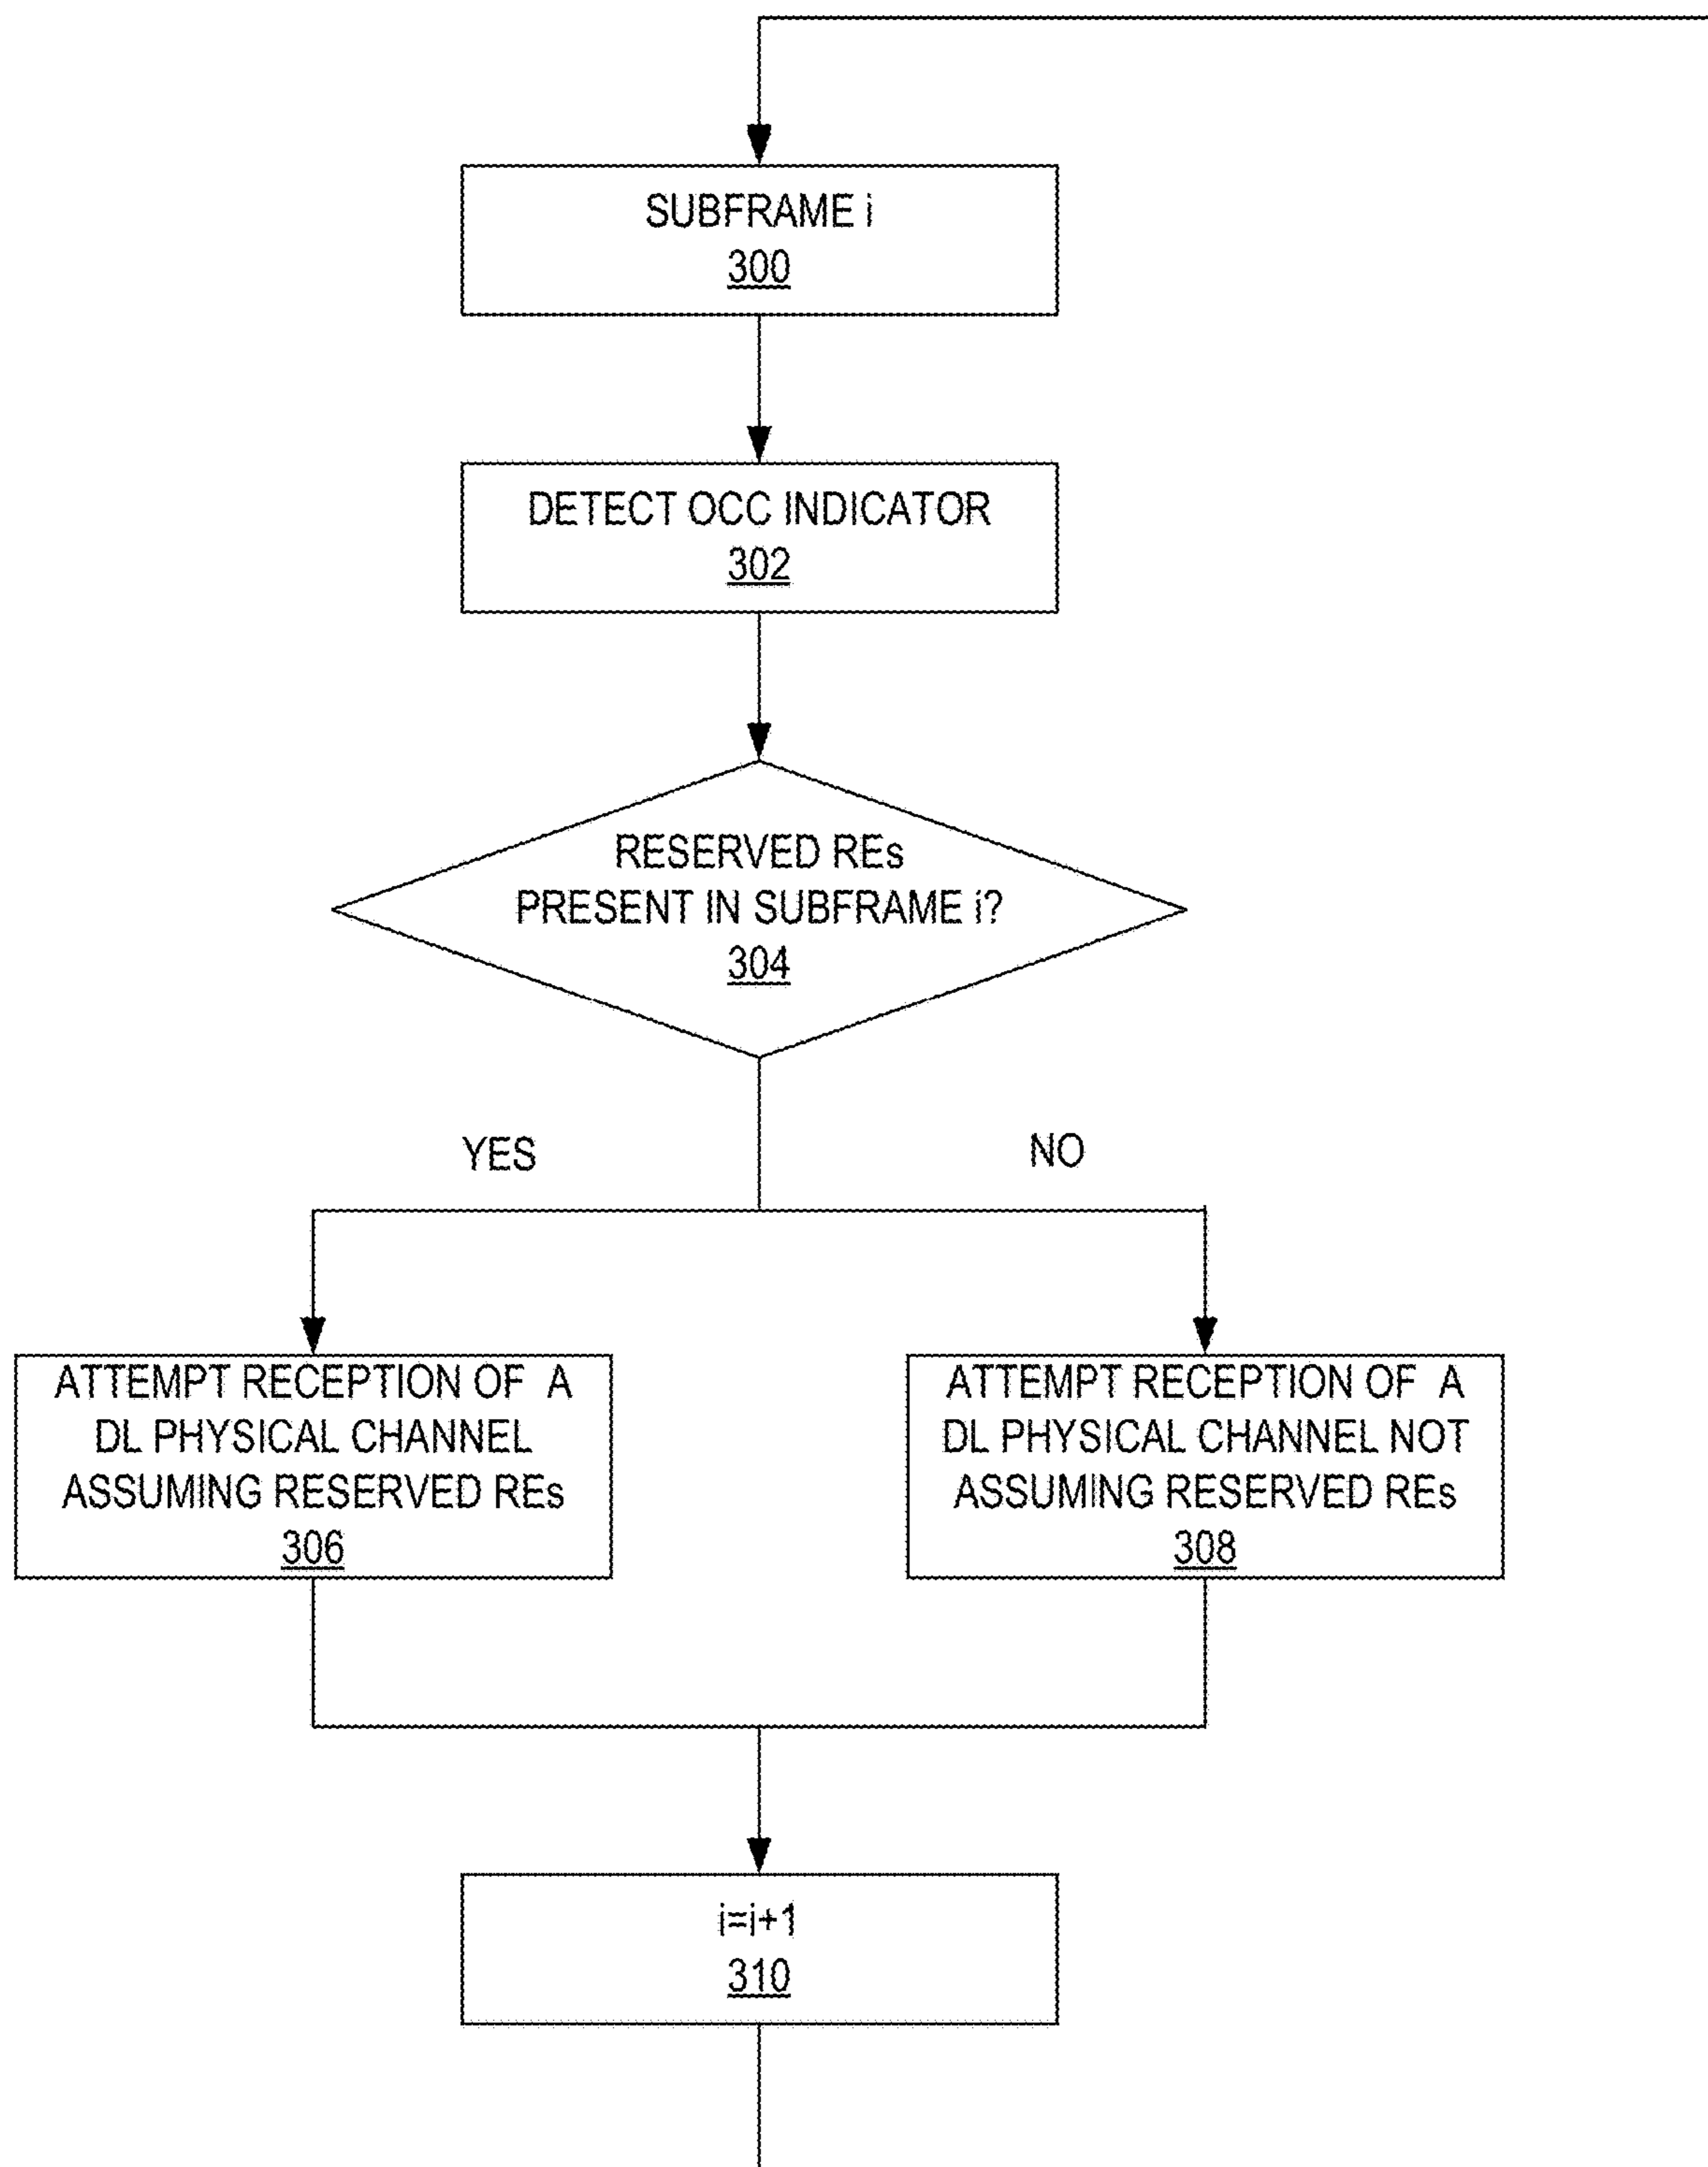 SUBFRAME i
300
DETECT OCC INDICATOR
302
RESERVED REs
PRESENT IN SUBFRAME i?
304
YES
NO
ATTEMPT RECEPTION OF A
DL PHYSICAL CHANNEL
ASSUMING RESERVED REs
306
ATTEMPT RECEPTION OF A
DL PHYSICAL CHANNEL NOT
ASSUMING RESERVED REs
308
i=i+1
310